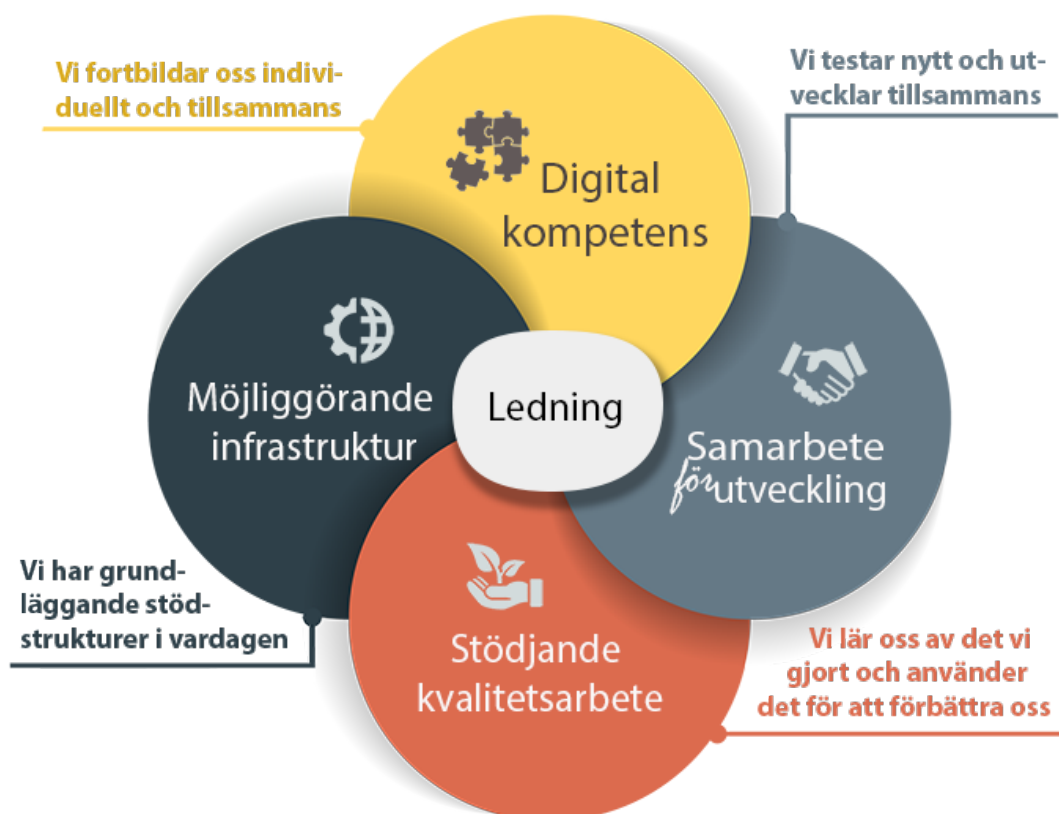 Vi fortbildar oss indivi-
duellt och tillsammans
Vi testar nytt och ut-
vecklar tillsammans
Digital
kompetens
Möjliggörande
infrastruktur
Ledning
Samarbete
för utveckling
Vi har grund-
läggande stöd-
strukturer i vardagen
Stödjande
kvalitetsarbete
Vi lär oss av det vi
gjort och använder
det för att förbättra oss